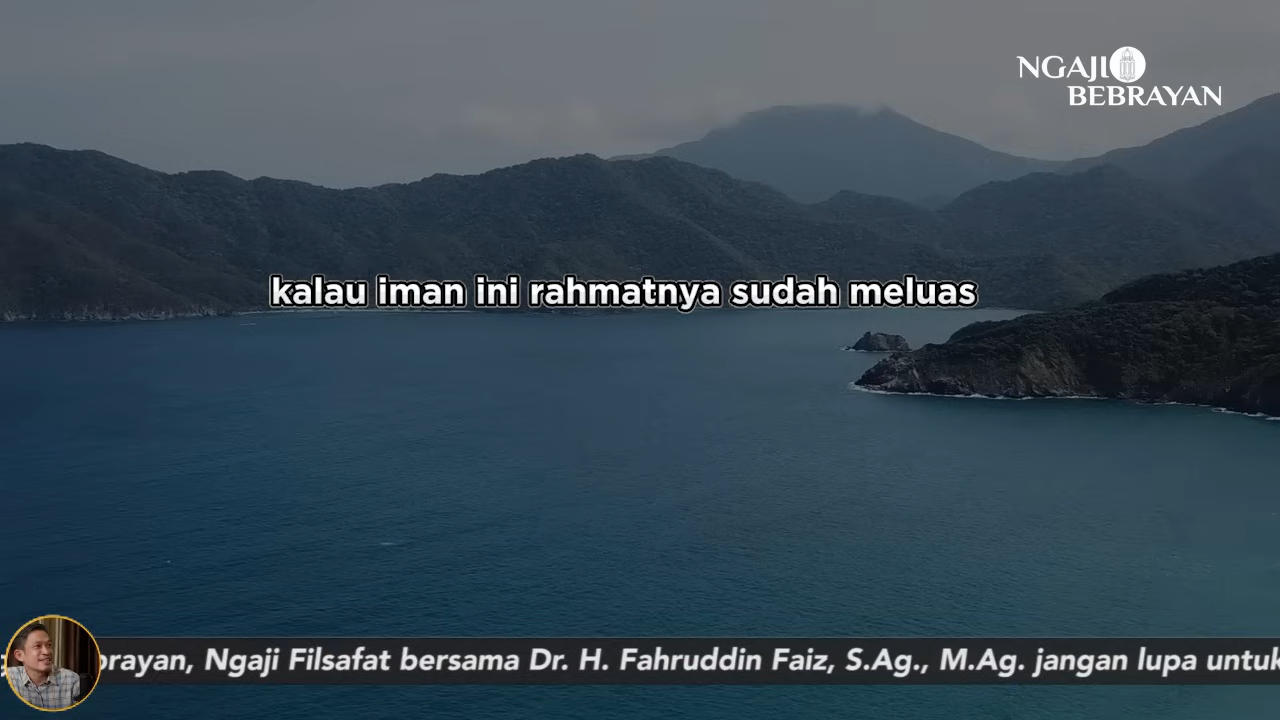 NGAJI
BEBRAYAN
kalau iman ini rahmatnya sudah meluas
brayan, Ngaji Filsafat bersama Dr. H. Fahruddin Faiz, S.Ag., M.Ag. jangan lupa untuk